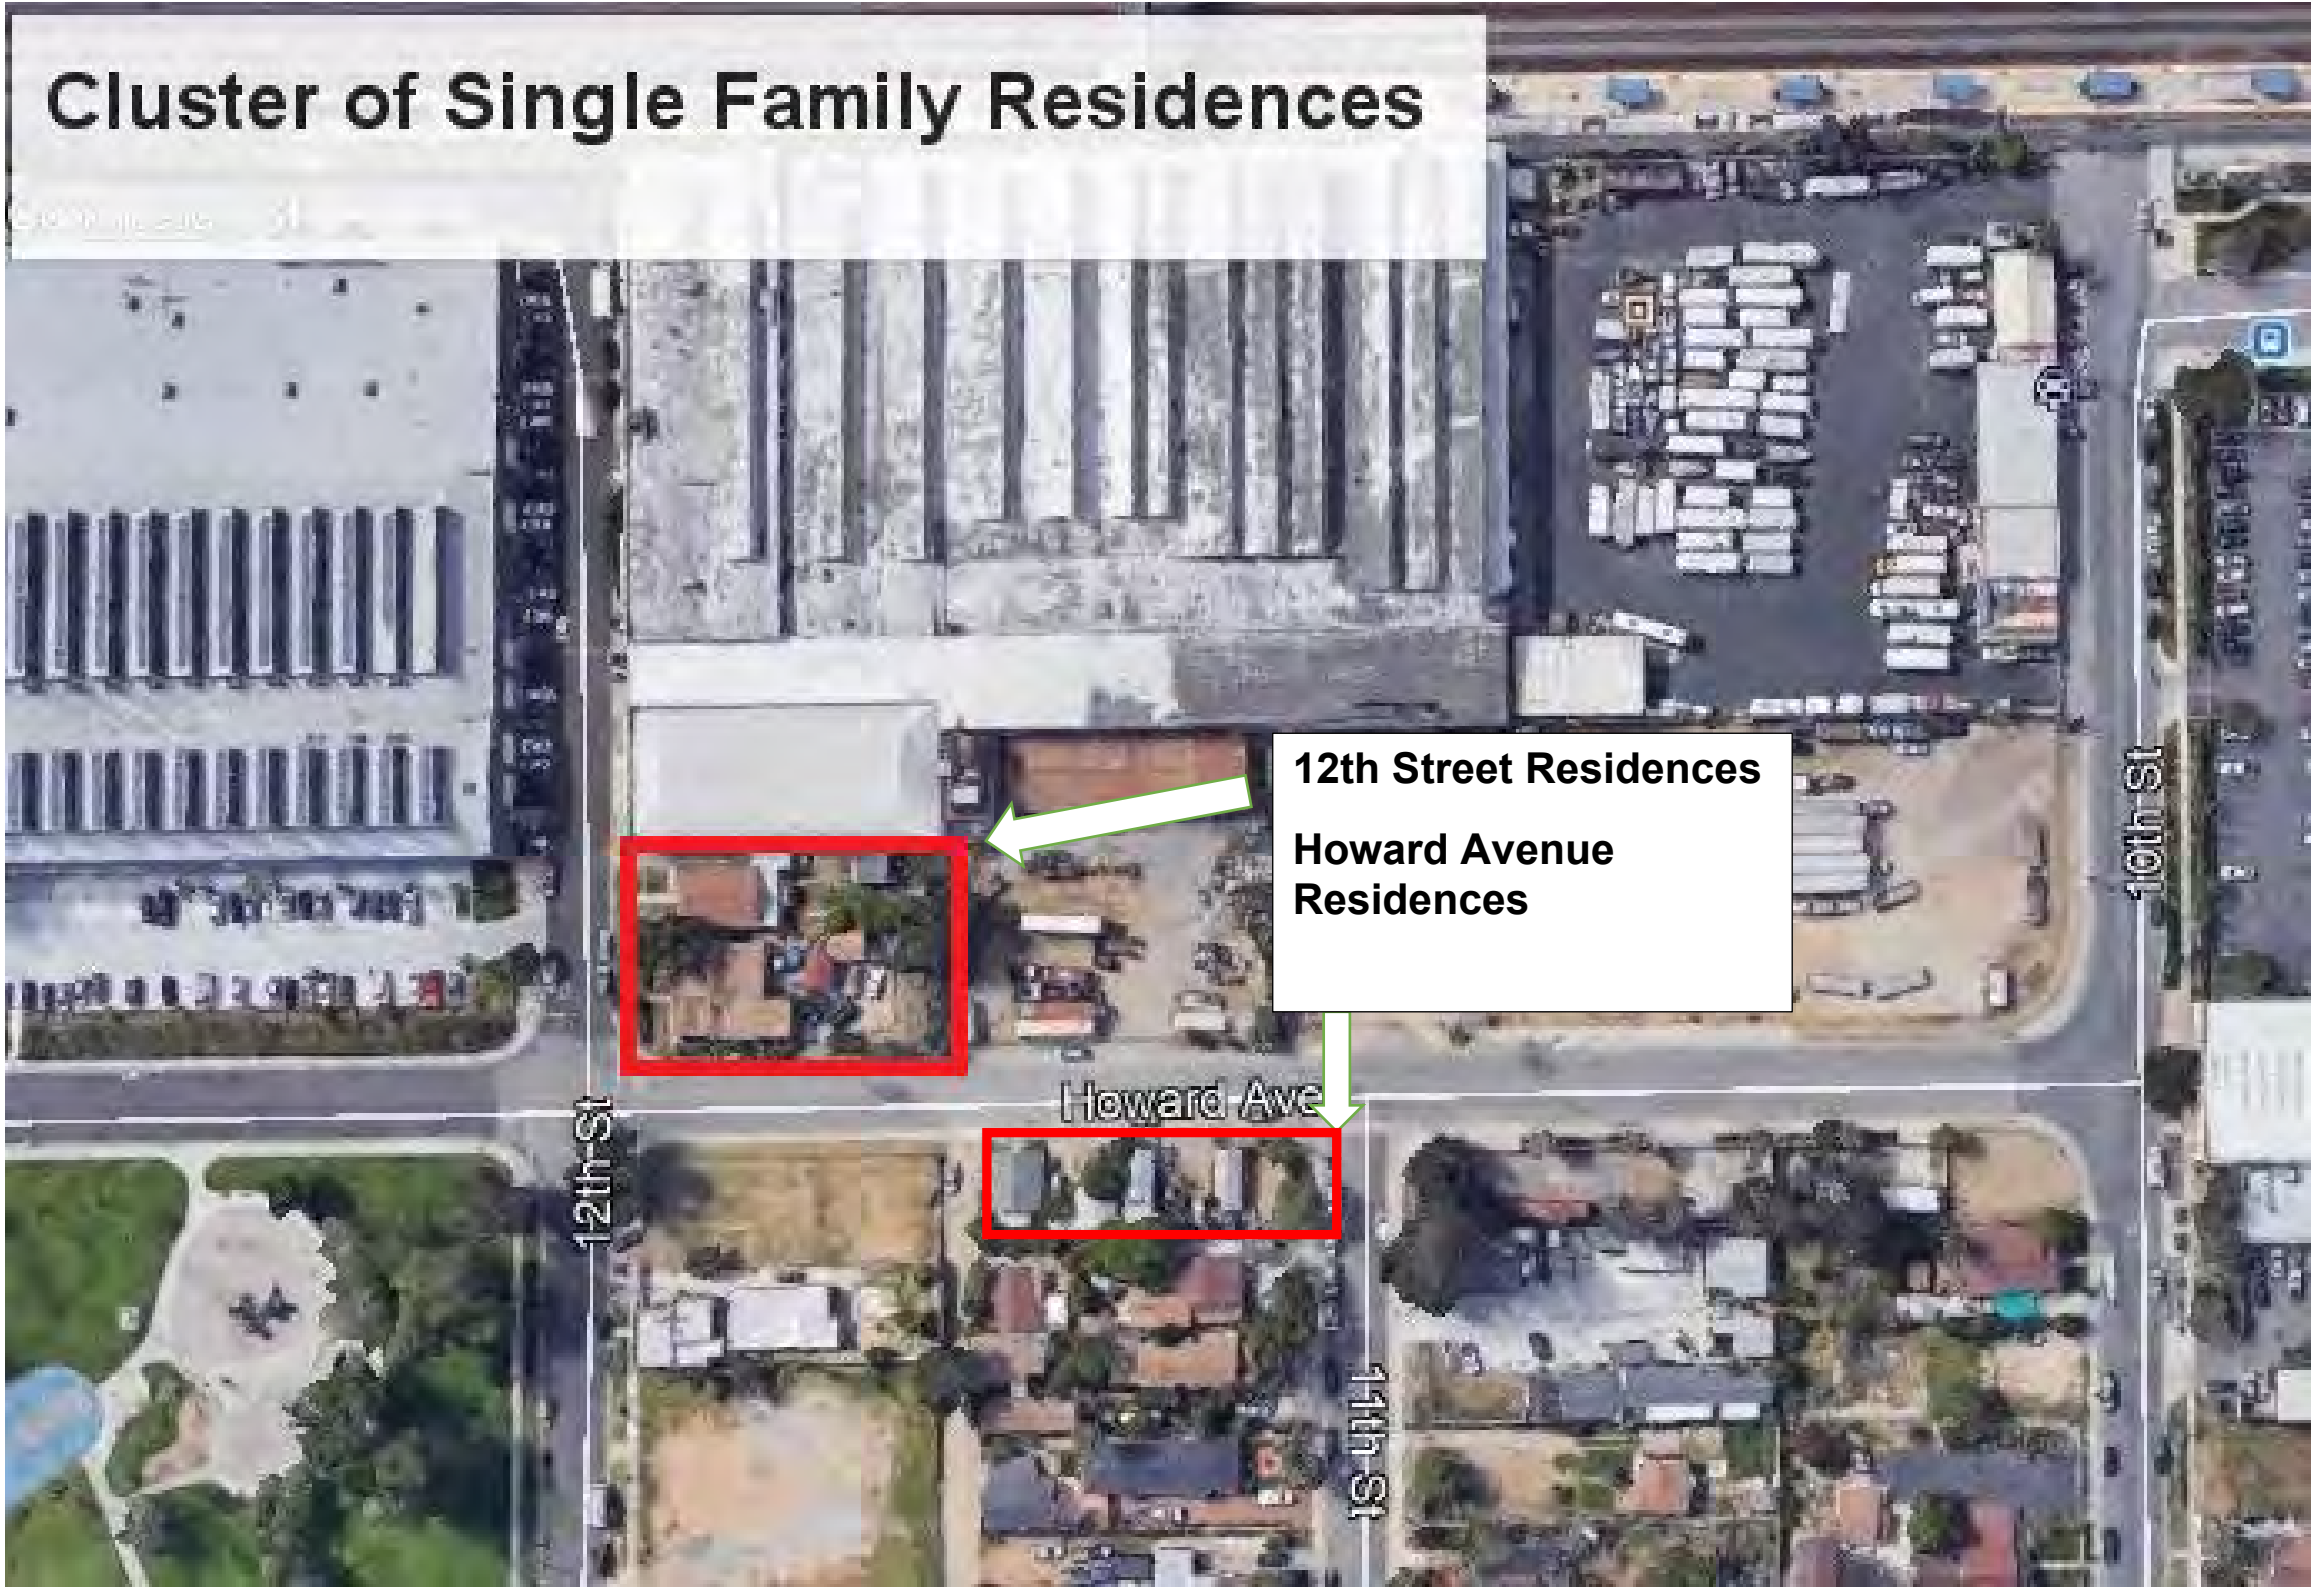 Cluster of Single Family Residences
12th Street Residences
Howard Avenue
Residences
10th St
Howard Ave
12th St
11th St